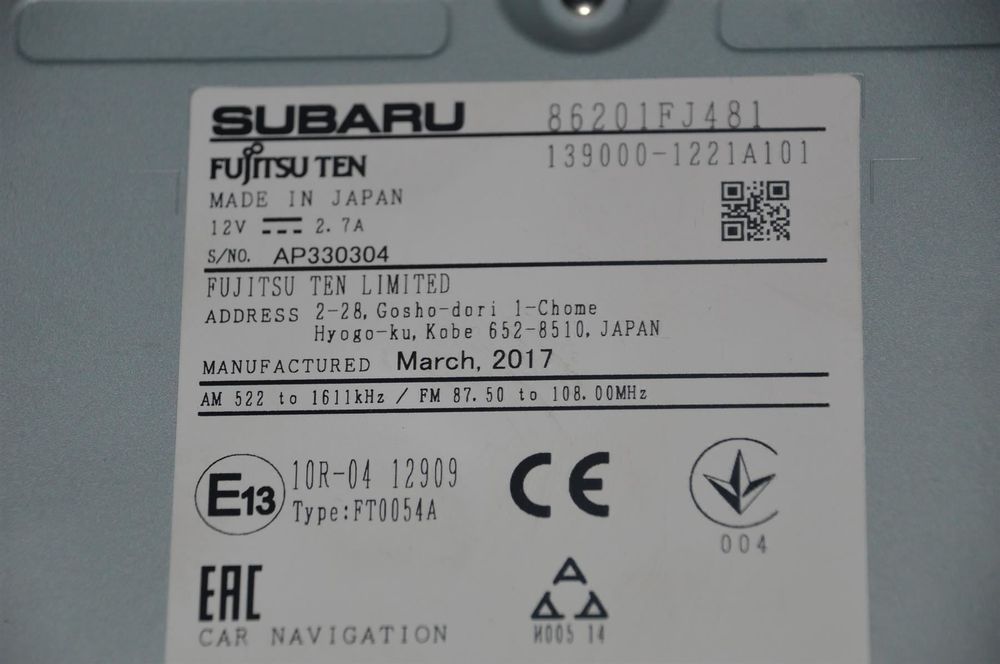 SUBARU 86201FJ481
FUJITSU TEN 139000-1221A101
MADE IN JAPAN
12V 2.7A
S/NO. AP330304
FUJITSU TEN LIMITED
ADDRESS 2-28, Gosho-dori 1-Chome
Hyogo-ku, Kobe 652-8510, JAPAN
MANUFACTURED March, 2017
AM 522 to 1611kHz / FM 87.50 to 108.00MHz
E13 10R-04 12909
Type:FT0054A
CE
004
EAC
CAR NAVIGATION
A
N005 14